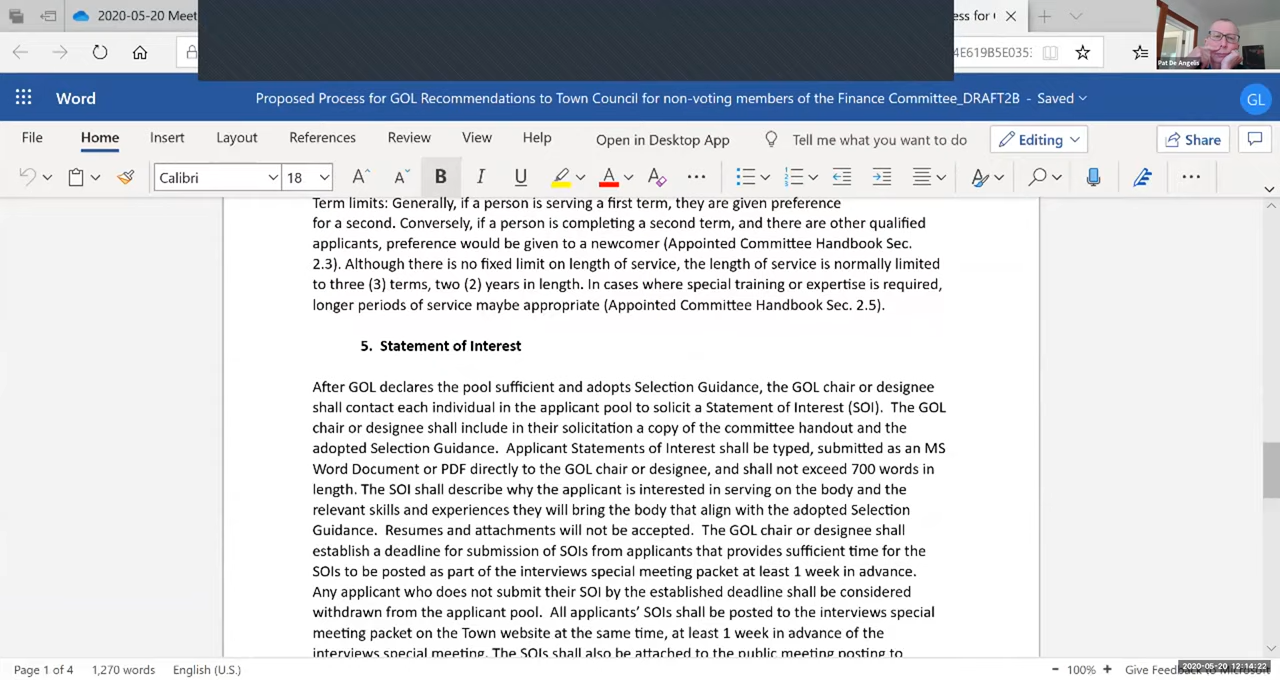 2020-05-20 Meet
ess for
4E619B5E035:
Pat De Angelis
Word
Proposed Process for GOL Recommendations to Town Council for non-voting members of the Finance Committee_DRAFT2B - Saved
GL
File Home Insert Layout References Review View Help Open in Desktop App Tell me what you want to do Editing Share
Calibri 18 A A B I U A A
Term limits: Generally, if a person is serving a first term, they are given preference
for a second. Conversely, if a person is completing a second term, and there are other qualified
applicants, preference would be given to a newcomer (Appointed Committee Handbook Sec.
2.3). Although there is no fixed limit on length of service, the length of service is normally limited
to three (3) terms, two (2) years in length. In cases where special training or expertise is required,
longer periods of service maybe appropriate (Appointed Committee Handbook Sec. 2.5).
5. Statement of Interest
After GOL declares the pool sufficient and adopts Selection Guidance, the GOL chair or designee
shall contact each individual in the applicant pool to solicit a Statement of Interest (SOI). The GOL
chair or designee shall include in their solicitation a copy of the committee handout and the
adopted Selection Guidance. Applicant Statements of Interest shall be typed, submitted as an MS
Word Document or PDF directly to the GOL chair or designee, and shall not exceed 700 words in
length. The SOI shall describe why the applicant is interested in serving on the body and the
relevant skills and experiences they will bring the body that align with the adopted Selection
Guidance. Resumes and attachments will not be accepted. The GOL chair or designee shall
establish a deadline for submission of SOIs from applicants that provides sufficient time for the
SOIs to be posted as part of the interviews special meeting packet at least 1 week in advance.
Any applicant who does not submit their SOI by the established deadline shall be considered
withdrawn from the applicant pool. All applicants' SOIs shall be posted to the interviews special
meeting packet on the Town website at the same time, at least 1 week in advance of the
interviews special meeting. The SOIs shall also be attached to the public meeting posting to
Page 1 of 4 1,270 words English (U.S.) - 100% + Give Feedback to Microsoft
2020-05-20 12:14:22